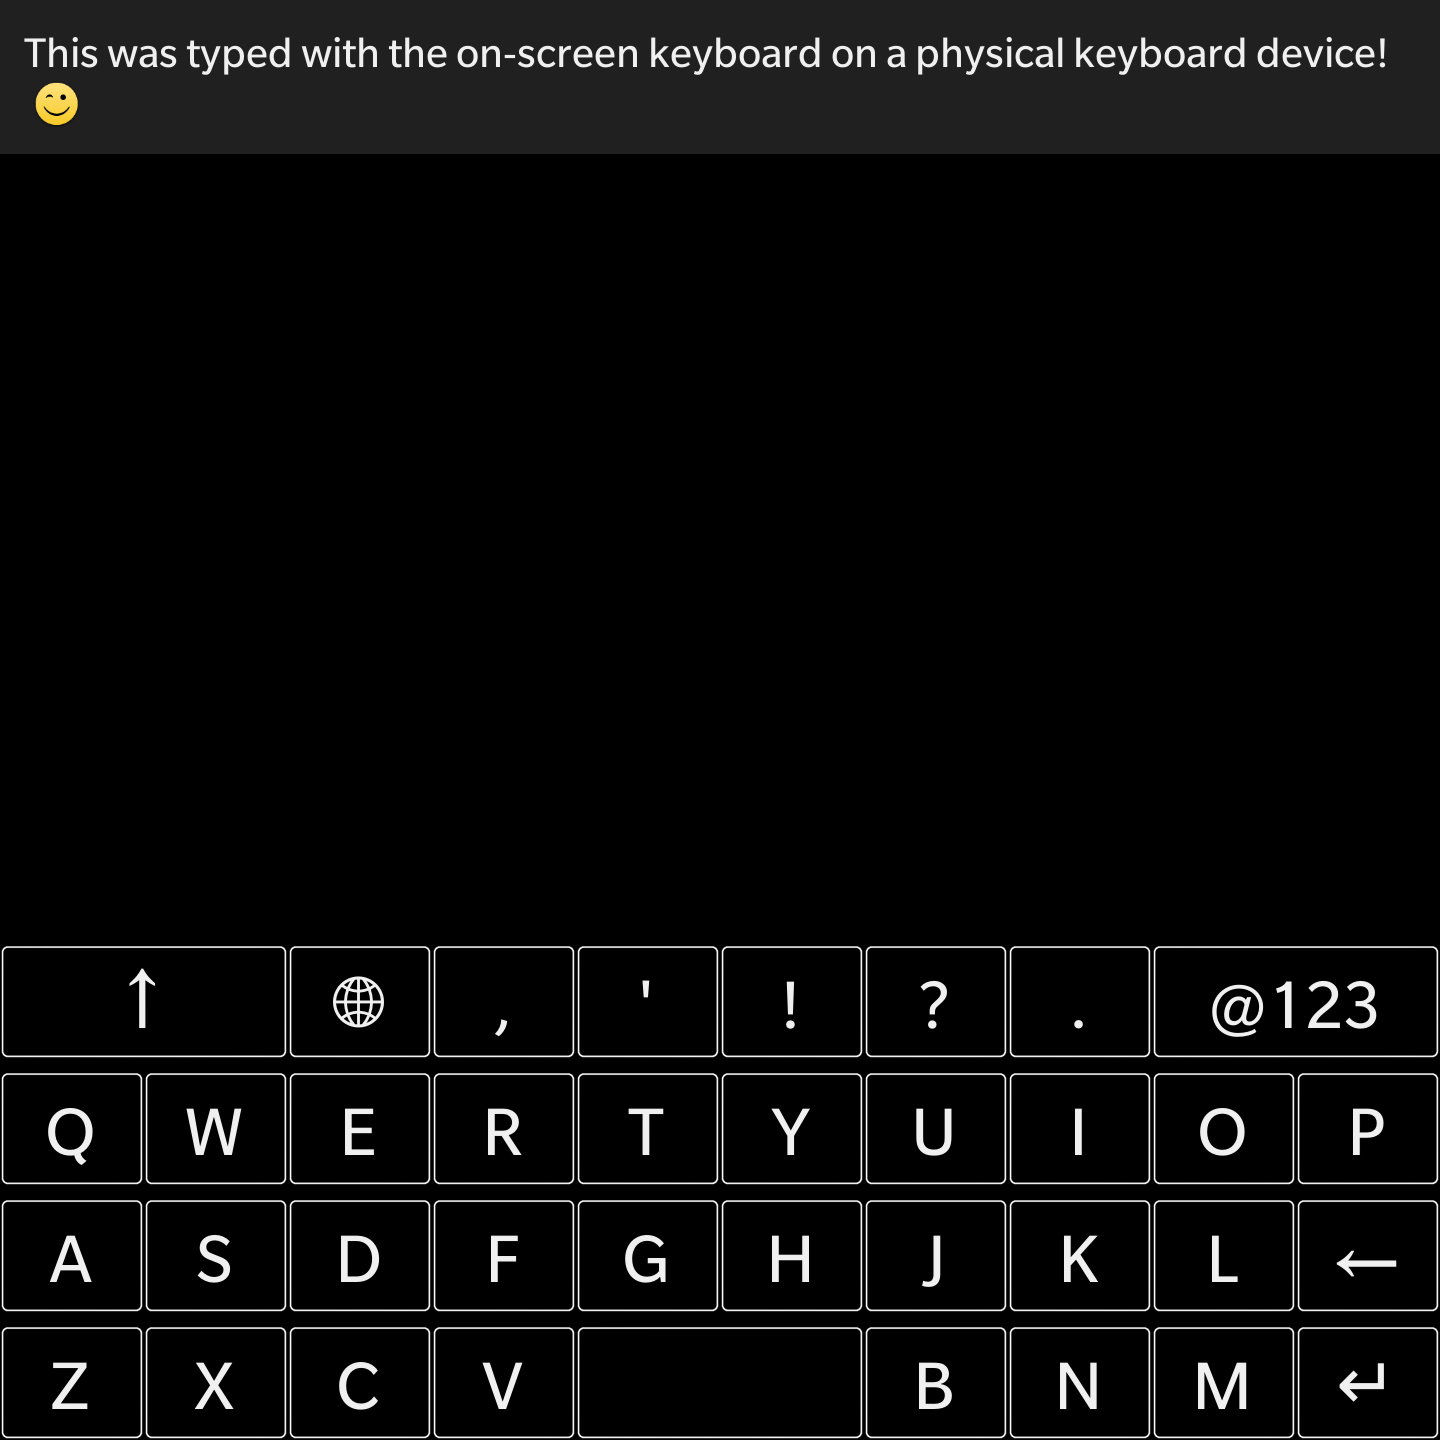 This was typed with the on-screen keyboard on a physical keyboard device!
😉
↑ , ' ! ? . @123
Q W E R T Y U I O P
A S D F G H J K L ←
Z X C V B N M ↵